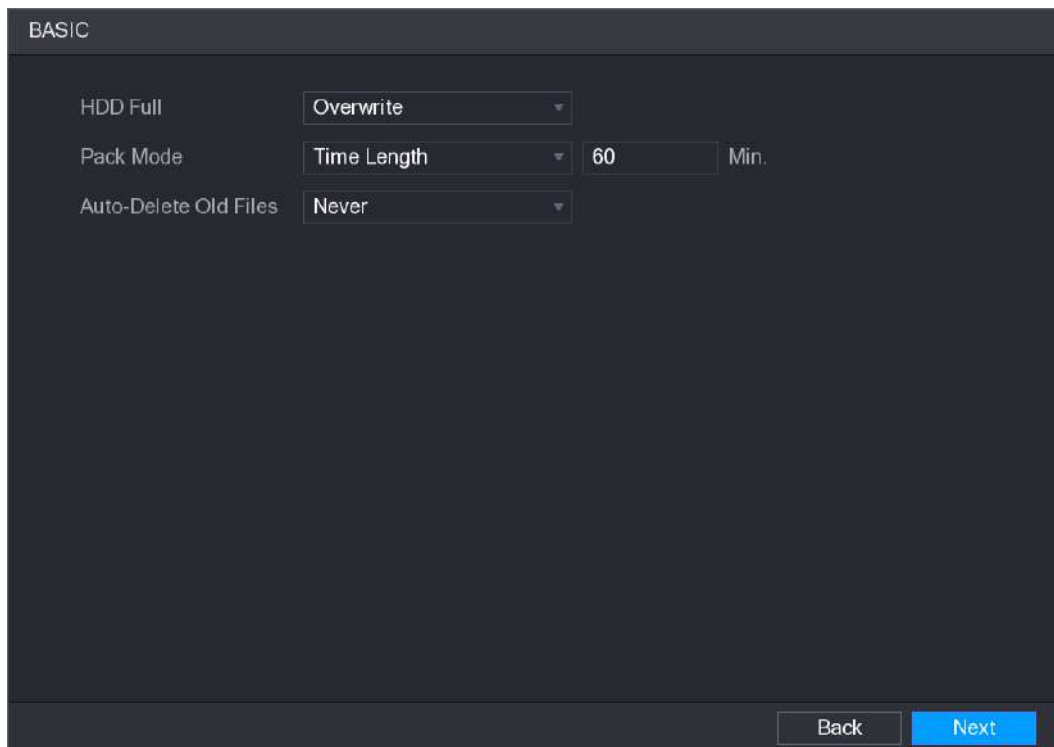 BASIC
HDD Full Overwrite
Pack Mode Time Length 60 Min.
Auto-Delete Old Files Never
Back Next